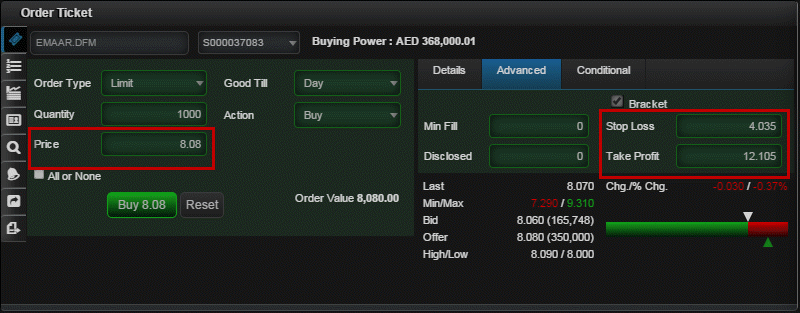 Order Ticket
EMAAR.DFM S000037083 Buying Power : AED 368,000.01
Order Type Limit Good Till Day
Quantity 1000 Action Buy
Price 8.08
All or None
Buy 8.08 Reset Order Value 8,080.00
Details Advanced Conditional
Bracket
Min Fill 0 Stop Loss 4.035
Disclosed 0 Take Profit 12.105
Last 8.070 Chg./% Chg. -0.030 / -0.37%
Min/Max 7.290 / 9.310
Bid 8.060 (165,748)
Offer 8.080 (350,000)
High/Low 8.090 / 8.000